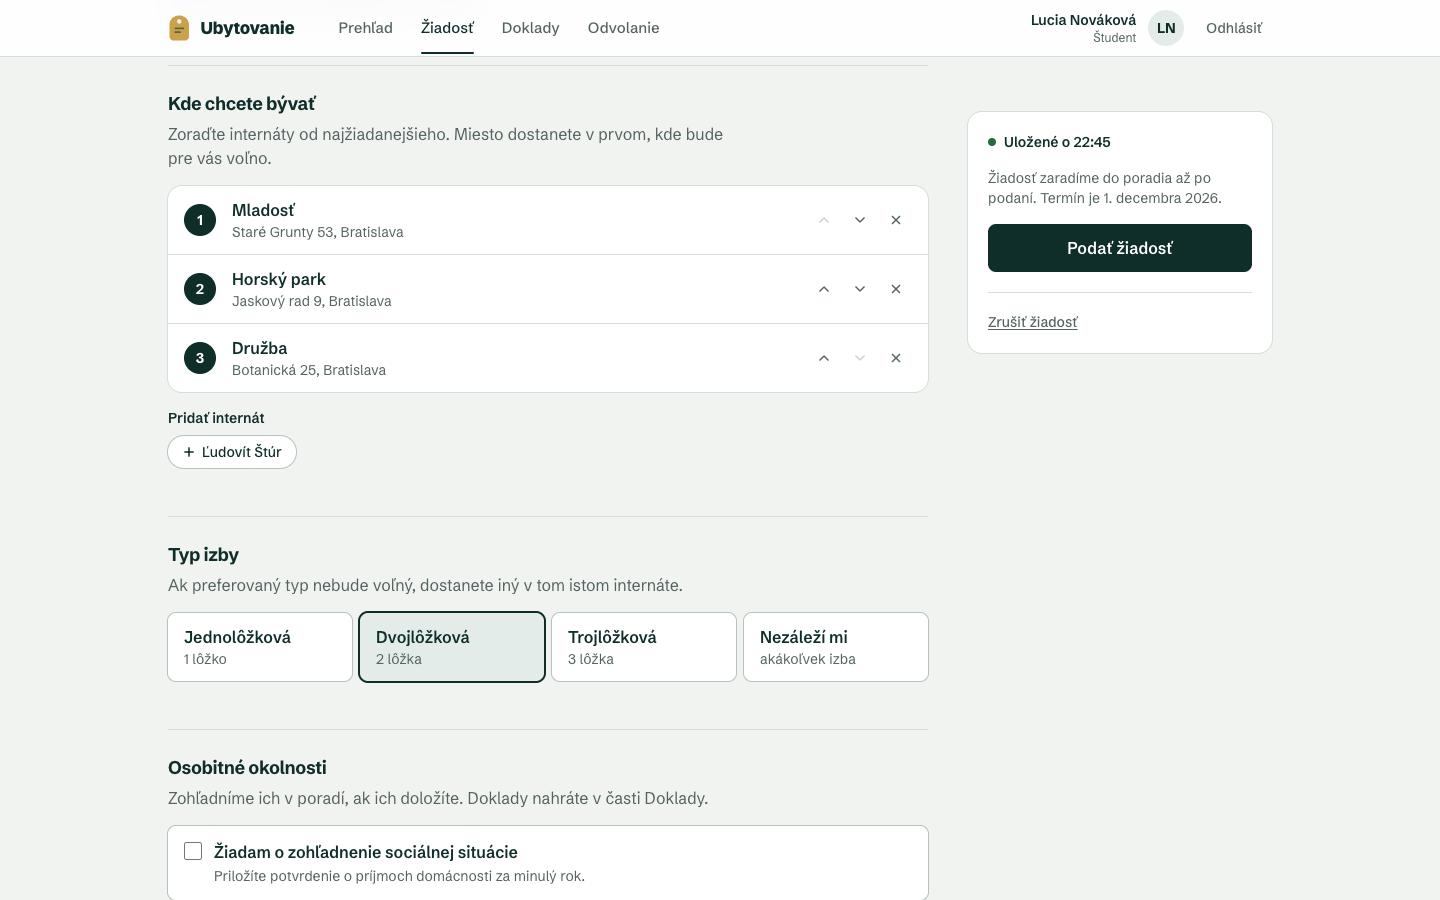 Ubytovanie
Prehľad
Žiadosť
Doklady
Odvolanie
Lucia Nováková
Študent
LN
Odhlásiť
Kde chcete bývať
Zoraďte internáty od najžiadanejšieho. Miesto dostanete v prvom, kde bude
pre vás voľno.
1
Mladosť
Staré Grunty 53, Bratislava
2
Horský park
Jaskový rad 9, Bratislava
3
Družba
Botanická 25, Bratislava
Pridať internát
Ľudovít Štúr
Typ izby
Ak preferovaný typ nebude voľný, dostanete iný v tom istom internáte.
Jednolôžková
1 lôžko
Dvojlôžková
2 lôžka
Trojlôžková
3 lôžka
Nezáleží mi
akákoľvek izba
Osobitné okolnosti
Zohľadníme ich v poradí, ak ich doložíte. Doklady nahráte v časti Doklady.
Žiadam o zohľadnenie sociálnej situácie
Priložíte potvrdenie o príjmoch domácnosti za minulý rok.
Uložené o 22:45
Žiadosť zaradíme do poradia až po
podaní. Termín je 1. decembra 2026.
Podať žiadosť
Zrušiť žiadosť